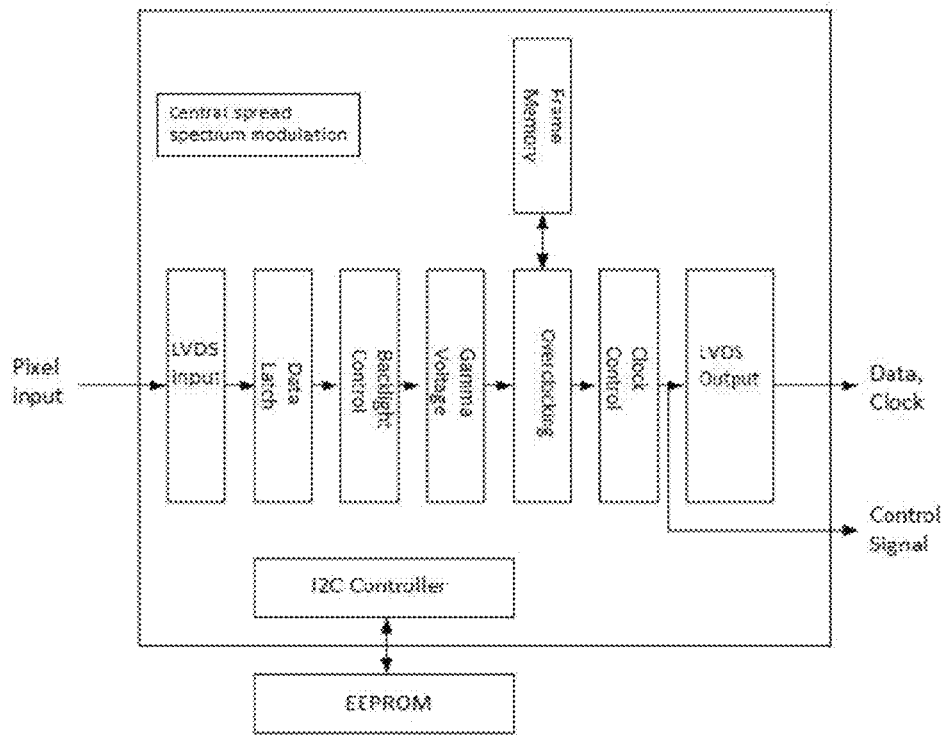 Central spread
spectrum modulation
Frame
Memory
Pixel
input
LVDS
Input
Data
Latch
Backlight
Control
Gamma
Voltage
Overclocking
Clock
Control
LVDS
Output
Data,
Clock
Control
Signal
I2C Controller
EEPROM